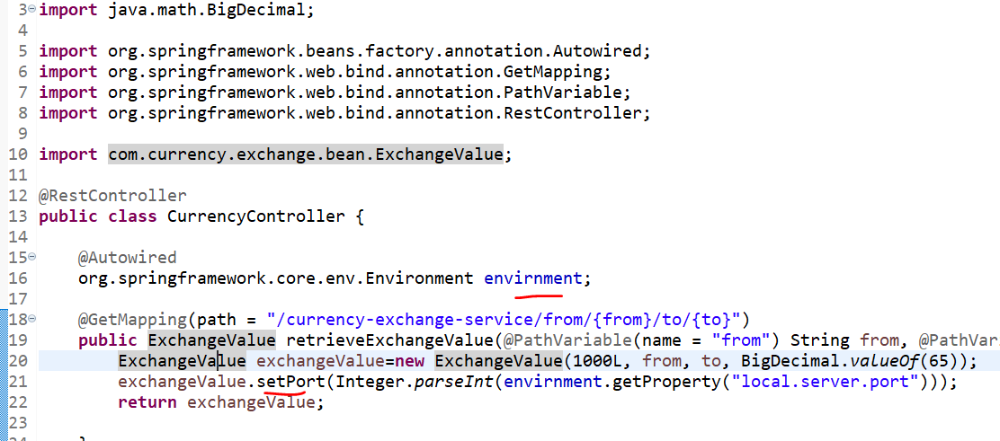 3 import java.math.BigDecimal;
4
5 import org.springframework.beans.factory.annotation.Autowired;
6 import org.springframework.web.bind.annotation.GetMapping;
7 import org.springframework.web.bind.annotation.PathVariable;
8 import org.springframework.web.bind.annotation.RestController;
9
10 import com.currency.exchange.bean.ExchangeValue;
11
12 @RestController
13 public class CurrencyController {
14
15 @Autowired
16 org.springframework.core.env.Environment envirnment;
17
18 @GetMapping(path = "/currency-exchange-service/from/{from}/to/{to}")
19 public ExchangeValue retrieveExchangeValue(@PathVariable(name = "from") String from, @PathVar
20 ExchangeValue exchangeValue=new ExchangeValue(1000L, from, to, BigDecimal.valueOf(65));
21 exchangeValue.setPort(Integer.parseInt(envirnment.getProperty("local.server.port")));
22 return exchangeValue;
23